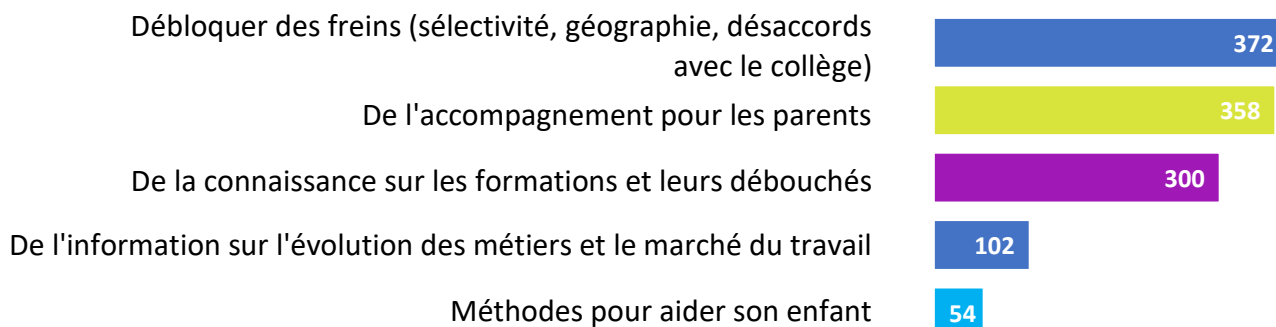 Débloquer des freins (sélectivité, géographie, désaccords
avec le collège)
372
De l'accompagnement pour les parents
358
De la connaissance sur les formations et leurs débouchés
300
De l'information sur l'évolution des métiers et le marché du travail
102
Méthodes pour aider son enfant
54